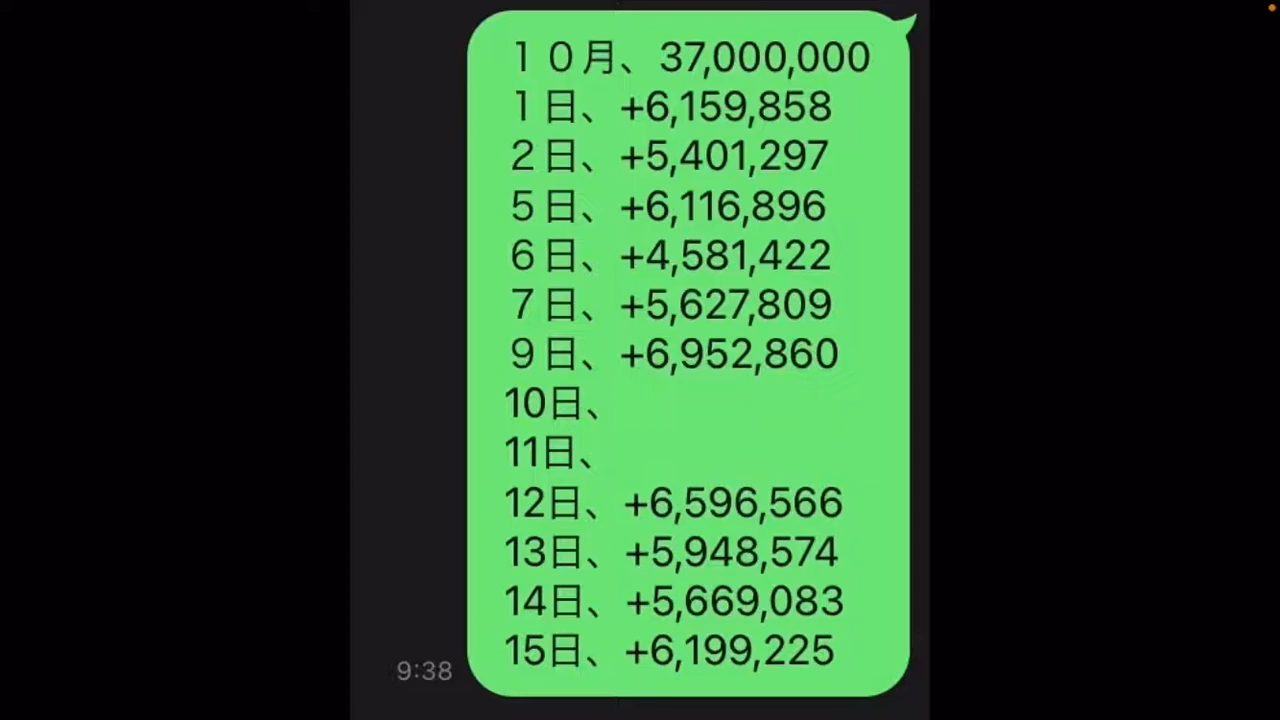 １０月、37,000,000
１日、+6,159,858
２日、+5,401,297
５日、+6,116,896
６日、+4,581,422
７日、+5,627,809
９日、+6,952,860
10日、
11日、
12日、+6,596,566
13日、+5,948,574
14日、+5,669,083
15日、+6,199,225
9:38